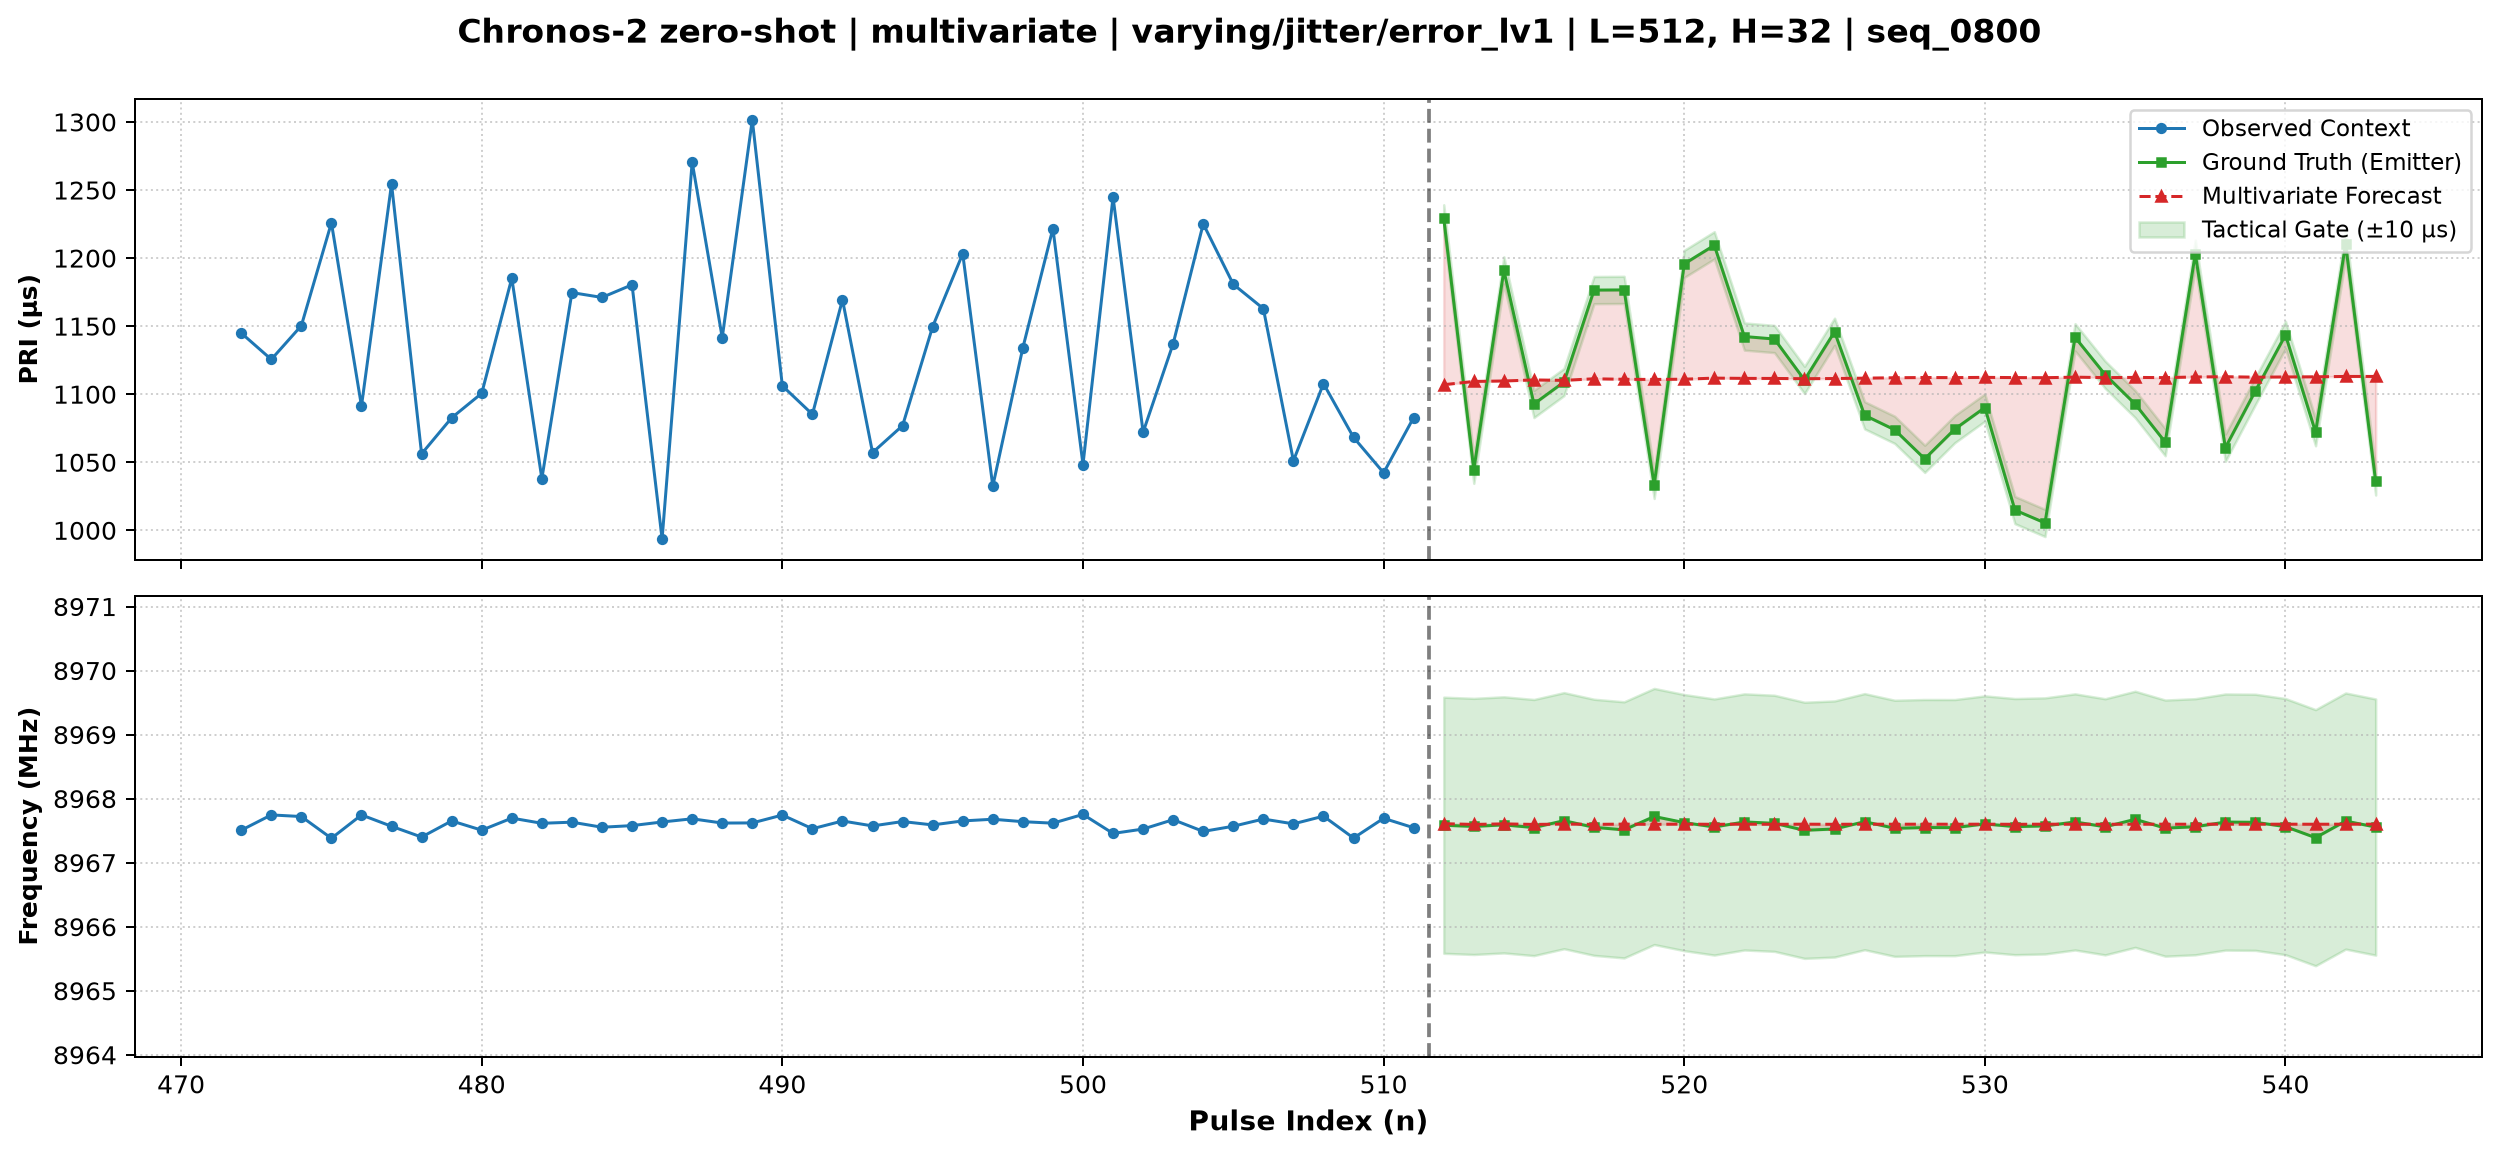 Chronos-2 zero-shot | multivariate | varying/jitter/error_lv1 | L=512, H=32 | seq_0800
1300
1250
1200
1150
1100
1050
1000
PRI (µs)
Observed Context
Ground Truth (Emitter)
Multivariate Forecast
Tactical Gate (±10 µs)
8971
8970
8969
8968
8967
8966
8965
8964
Frequency (MHz)
470 480 490 500 510 520 530 540
Pulse Index (n)